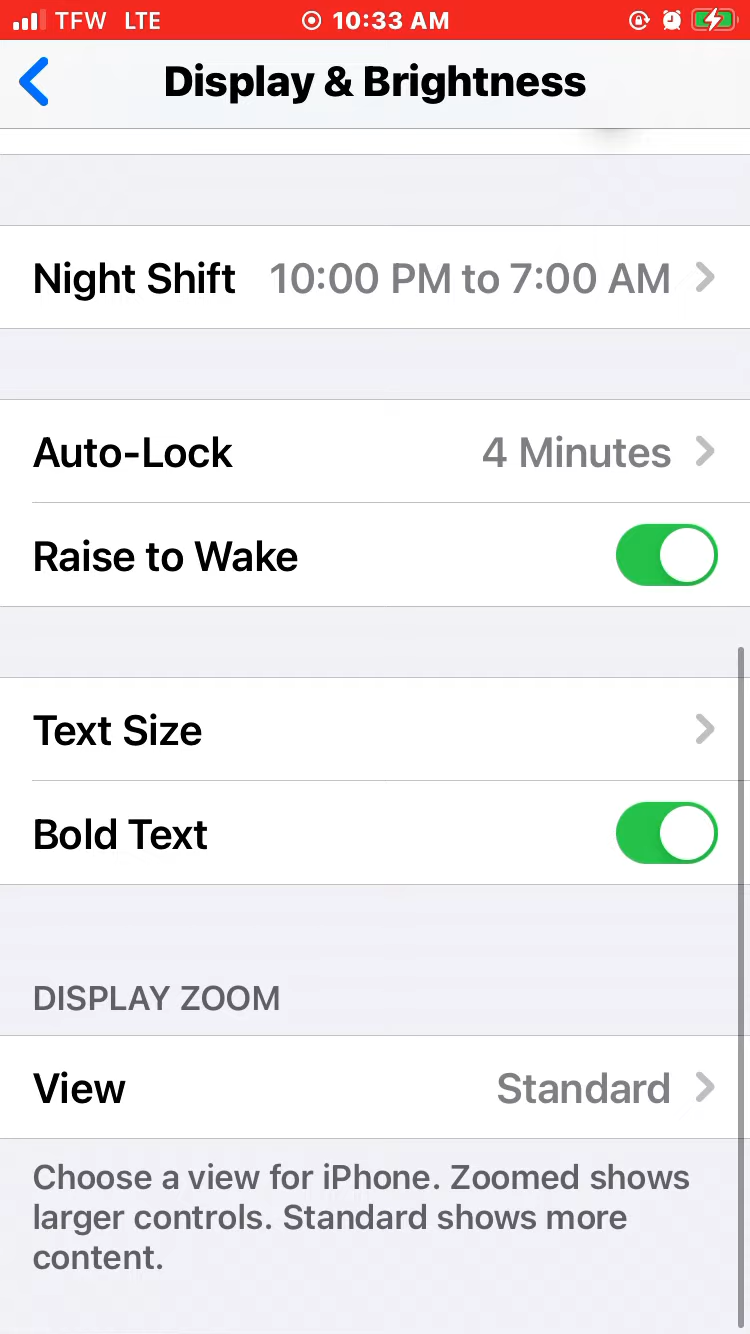 TFW LTE 10:33 AM
Display & Brightness
Night Shift 10:00 PM to 7:00 AM
Auto-Lock 4 Minutes
Raise to Wake
Text Size
Bold Text
DISPLAY ZOOM
View Standard
Choose a view for iPhone. Zoomed shows
larger controls. Standard shows more
content.